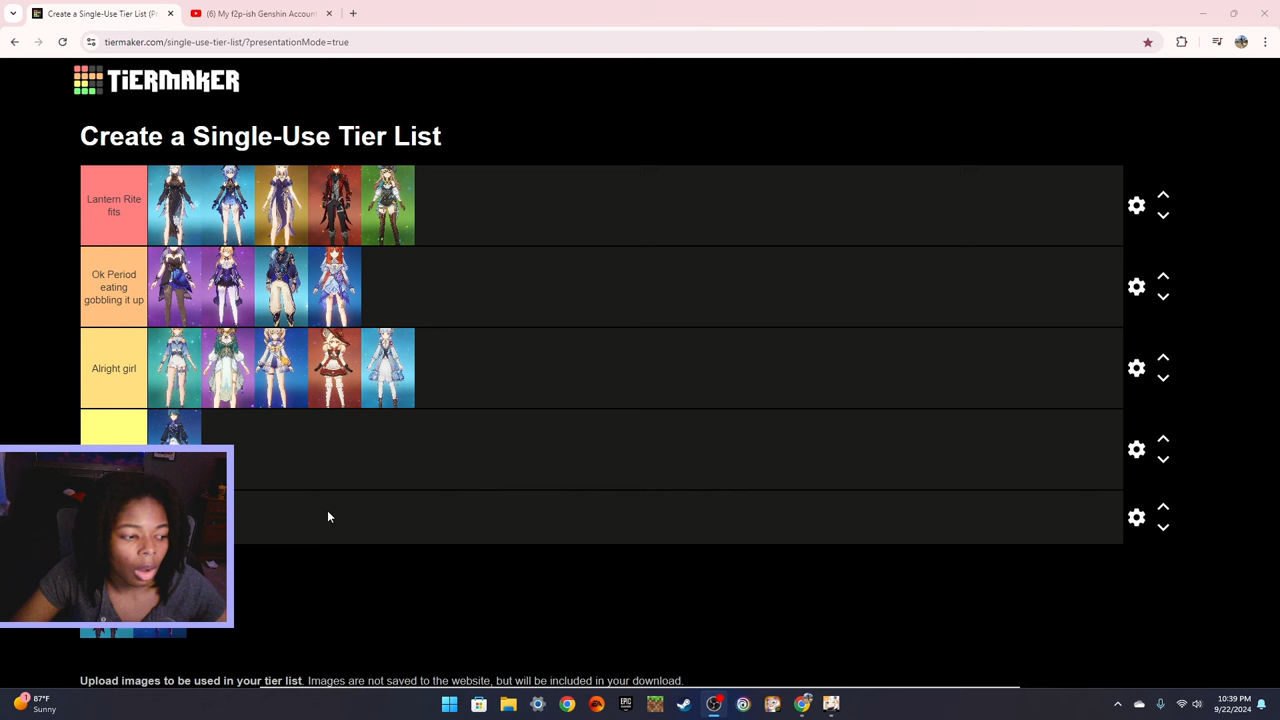 Create a Single-Use Tier List (P
(6) My f2p-ish Genshin Account
tiermaker.com/single-use-tier-list/?presentationMode=true
TiERMAKER
Create a Single-Use Tier List
Lantern Rite
fits
Ok Period
eating
gobbling it up
Alright girl
Upload images to be used in your tier list. Images are not saved to the website, but will be included in your download.
1
87°F
Sunny
EPIC
EA
10:39 PM
9/22/2024